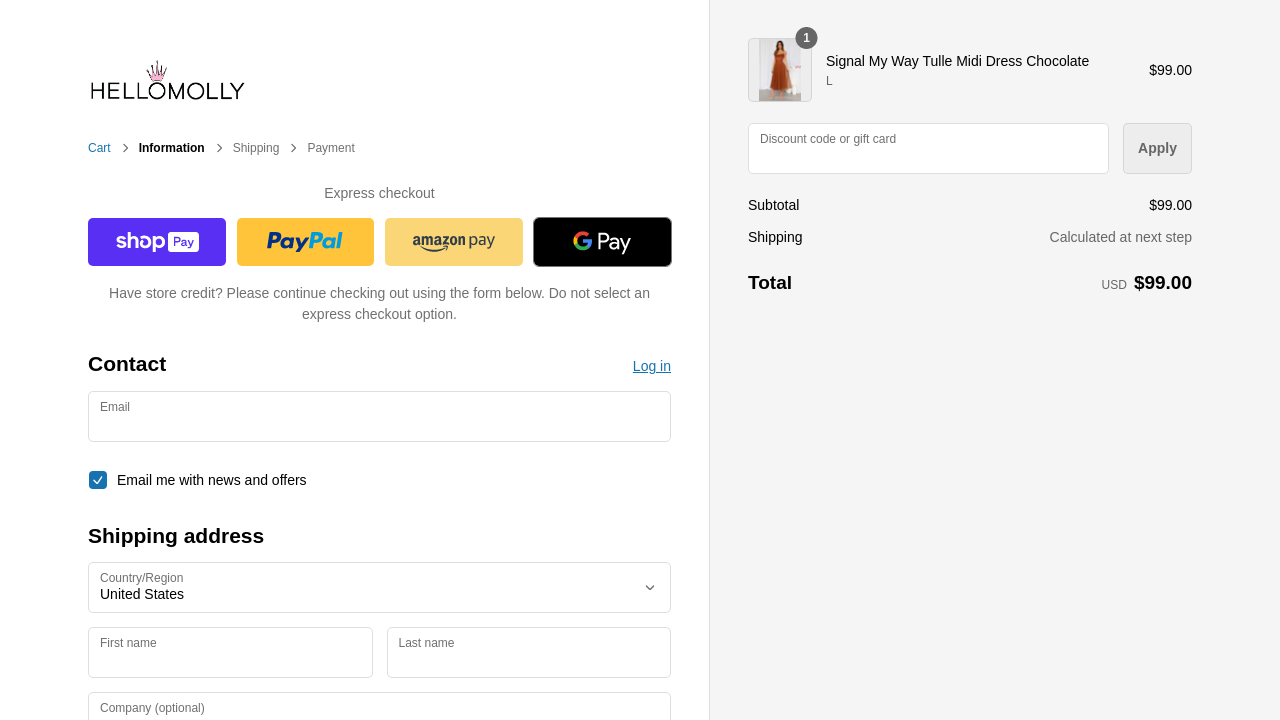 HELLOMOLLY
Cart
Information
Shipping
Payment
Express checkout
shop Pay
PayPal
amazon pay
G Pay
Have store credit? Please continue checking out using the form below. Do not select an
express checkout option.
Contact
Log in
Email
Email me with news and offers
Shipping address
Country/Region
United States
First name
Last name
Company (optional)
1
Signal My Way Tulle Midi Dress Chocolate
L
$99.00
Discount code or gift card
Apply
Subtotal
$99.00
Shipping
Calculated at next step
Total
USD $99.00